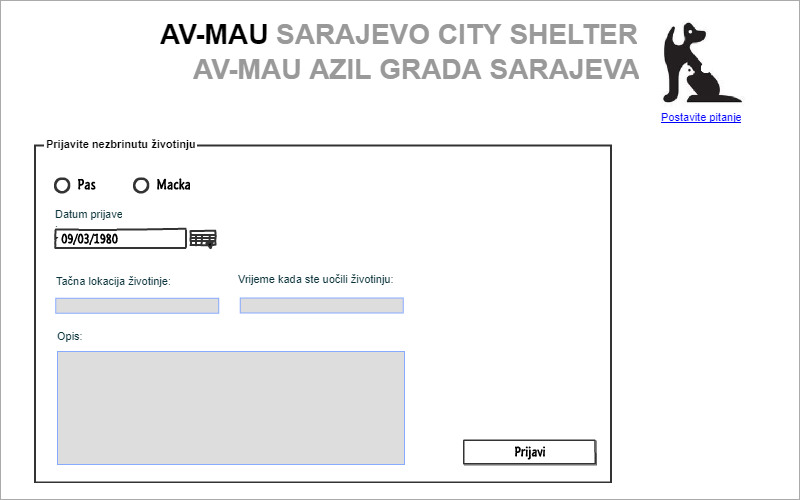 AV-MAU SARAJEVO CITY SHELTER
AV-MAU AZIL GRADA SARAJEVA
Postavite pitanje
Prijavite nezbrinutu životinju
Pas
Macka
Datum prijave
09/03/1980
Tačna lokacija životinje:
Vrijeme kada ste uočili životinju:
Opis:
Prijavi